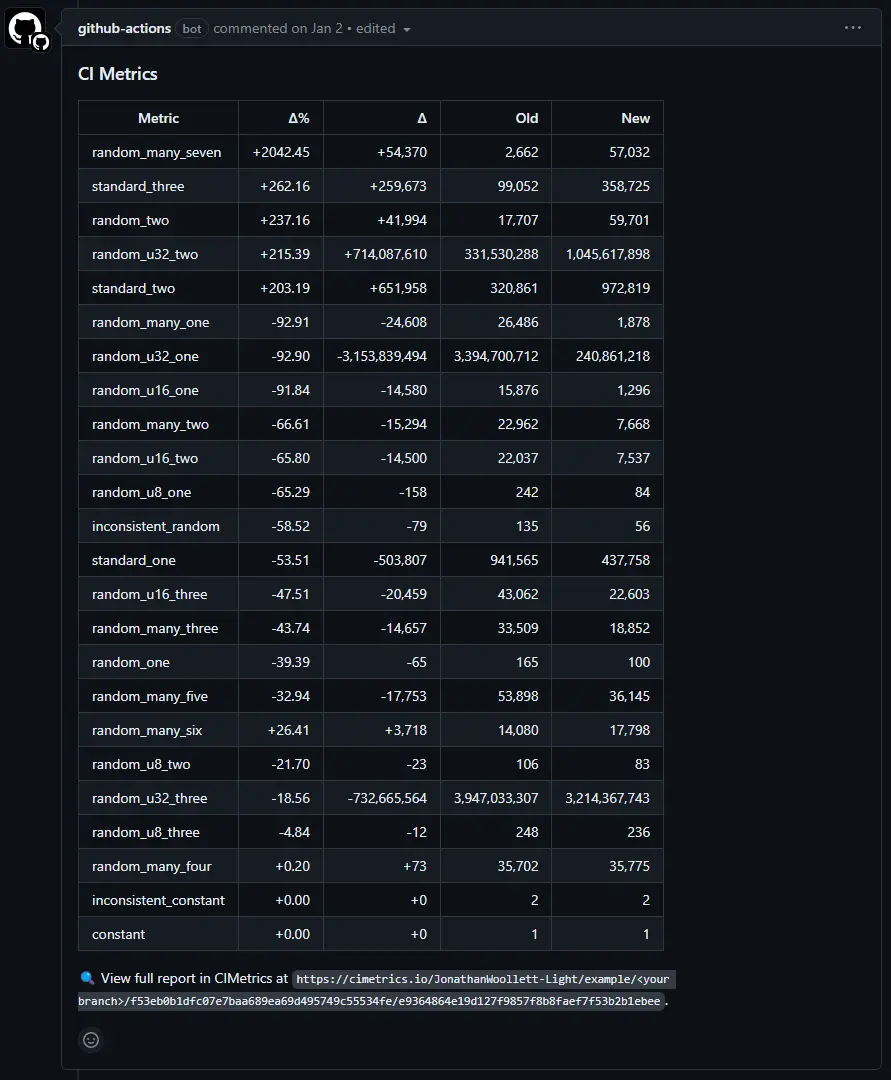 github-actions bot commented on Jan 2 • edited
CI Metrics
Metric Δ% Δ Old New
random_many_seven +2042.45 +54,370 2,662 57,032
standard_three +262.16 +259,673 99,052 358,725
random_two +237.16 +41,994 17,707 59,701
random_u32_two +215.39 +714,087,610 331,530,288 1,045,617,898
standard_two +203.19 +651,958 320,861 972,819
random_many_one -92.91 -24,608 26,486 1,878
random_u32_one -92.90 -3,153,839,494 3,394,700,712 240,861,218
random_u16_one -91.84 -14,580 15,876 1,296
random_many_two -66.61 -15,294 22,962 7,668
random_u16_two -65.80 -14,500 22,037 7,537
random_u8_one -65.29 -158 242 84
inconsistent_random -58.52 -79 135 56
standard_one -53.51 -503,807 941,565 437,758
random_u16_three -47.51 -20,459 43,062 22,603
random_many_three -43.74 -14,657 33,509 18,852
random_one -39.39 -65 165 100
random_many_five -32.94 -17,753 53,898 36,145
random_many_six +26.41 +3,718 14,080 17,798
random_u8_two -21.70 -23 106 83
random_u32_three -18.56 -732,665,564 3,947,033,307 3,214,367,743
random_u8_three -4.84 -12 248 236
random_many_four +0.20 +73 35,702 35,775
inconsistent_constant +0.00 +0 2 2
constant +0.00 +0 1 1
View full report in CIMetrics at https://cimetrics.io/JonathanWoollett-Light/example/<your
branch>/f53eb0b1dfc07e7baa689ea69d495749c55534fe/e9364864e19d127f9857f8b8faef7f53b2b1ebee.